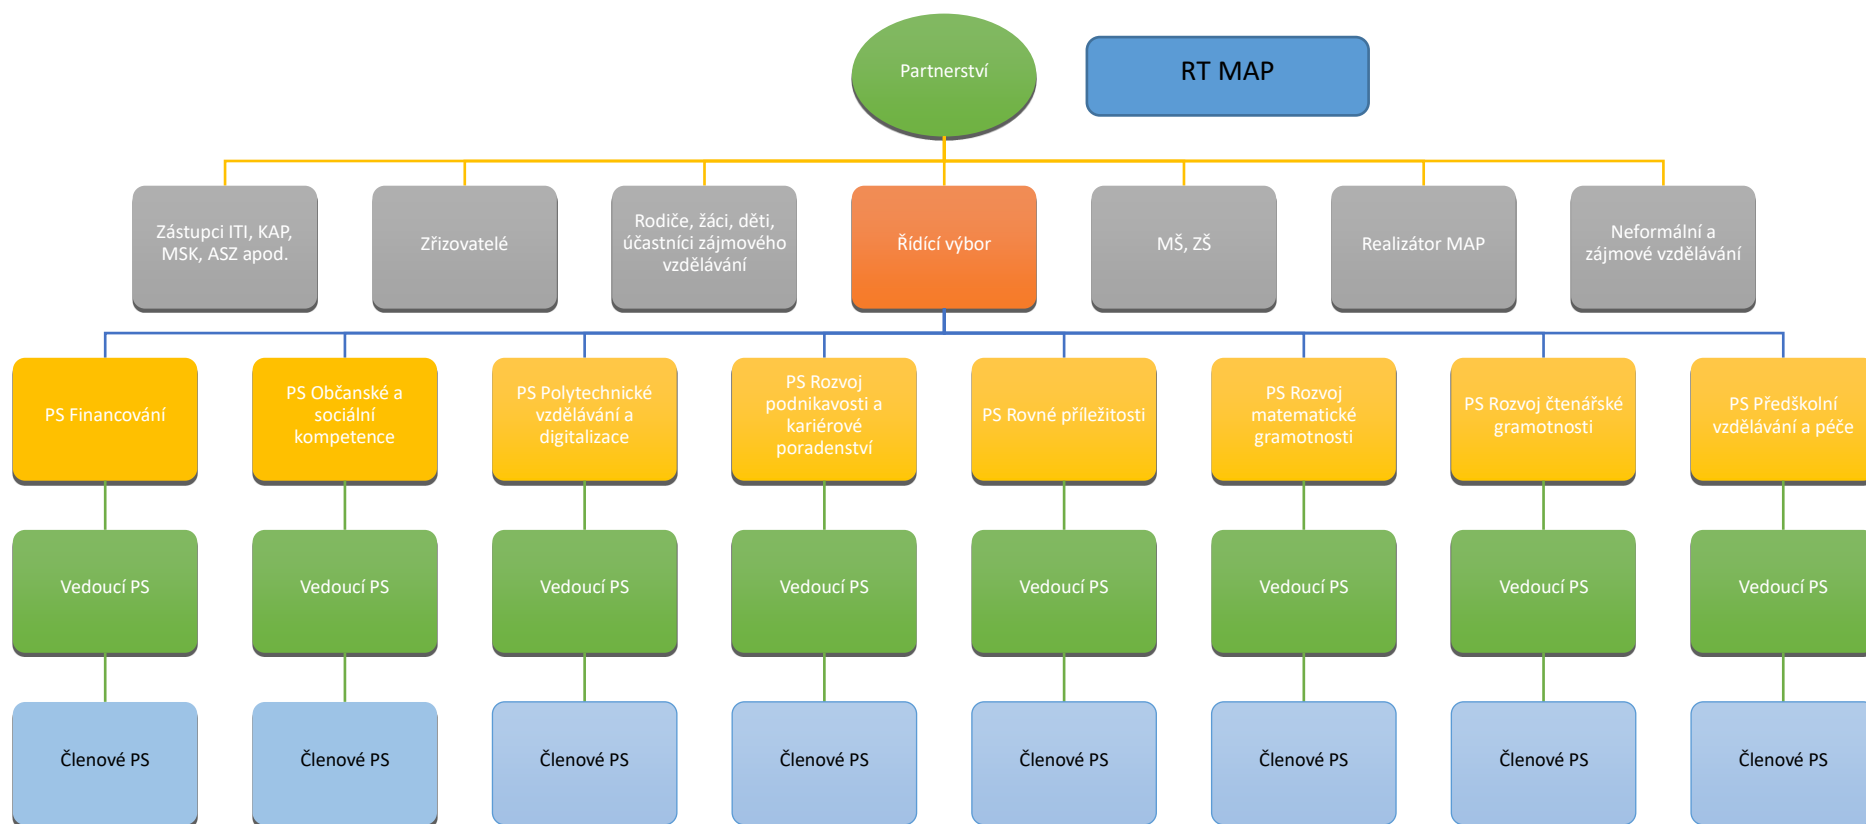 Partnerství
RT MAP
Zástupci ITI, KAP,
MSK, ASZ apod.
Zřizovatelé
Rodiče, žáci, děti,
účastníci zájmového
vzdělávání
Řídící výbor
MŠ, ZŠ
Realizátor MAP
Neformální a
zájmové vzdělávání
PS Financování
PS Občanské a
sociální
kompetence
PS Polytechnické
vzdělávání a
digitalizace
PS Rozvoj
podnikavosti a
kariérové
poradenství
PS Rovné příležitosti
PS Rozvoj
matematické
gramotnosti
PS Rozvoj čtenářské
gramotnosti
PS Předškolní
vzdělávání a péče
Vedoucí PS
Vedoucí PS
Vedoucí PS
Vedoucí PS
Vedoucí PS
Vedoucí PS
Vedoucí PS
Vedoucí PS
Členové PS
Členové PS
Členové PS
Členové PS
Členové PS
Členové PS
Členové PS
Členové PS